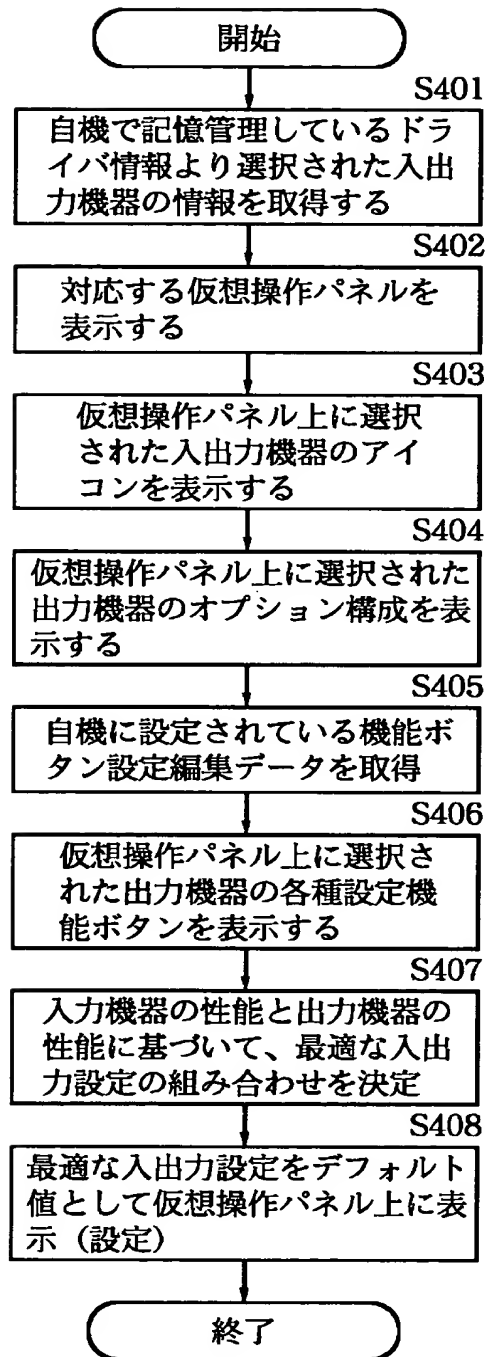 開始
S401
自機で記憶管理しているドラ
イバ情報より選択された入出
力機器の情報を取得する
S402
対応する仮想操作パネルを
表示する
S403
仮想操作パネル上に選択
された入出力機器のアイ
コンを表示する
S404
仮想操作パネル上に選択された
出力機器のオプション構成を表
示する
S405
自機に設定されている機能ボ
タン設定編集データを取得
S406
仮想操作パネル上に選択さ
れた出力機器の各種設定機
能ボタンを表示する
S407
入力機器の性能と出力機器の
性能に基づいて、最適な入出
力設定の組み合わせを決定
S408
最適な入出力設定をデフォルト
値として仮想操作パネル上に表
示（設定）
終了